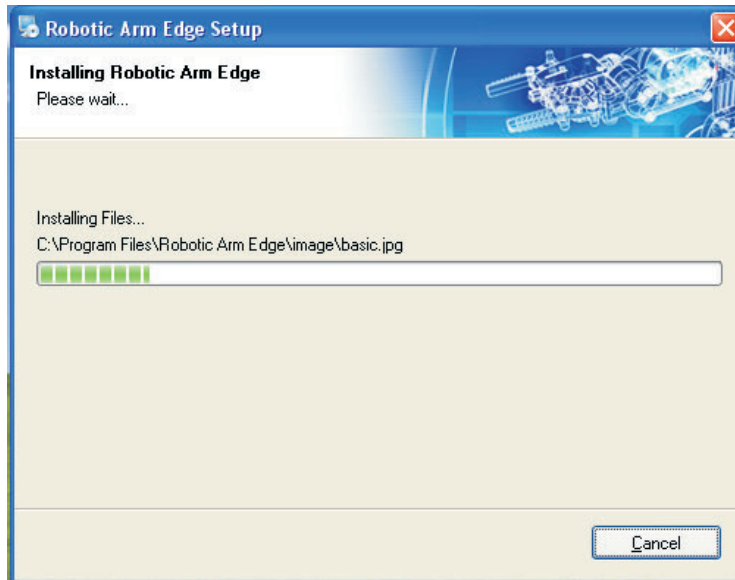 Robotic Arm Edge Setup
Installing Robotic Arm Edge
Please wait...
Installing Files...
C:\Program Files\Robotic Arm Edge\image\basic.jpg
Cancel